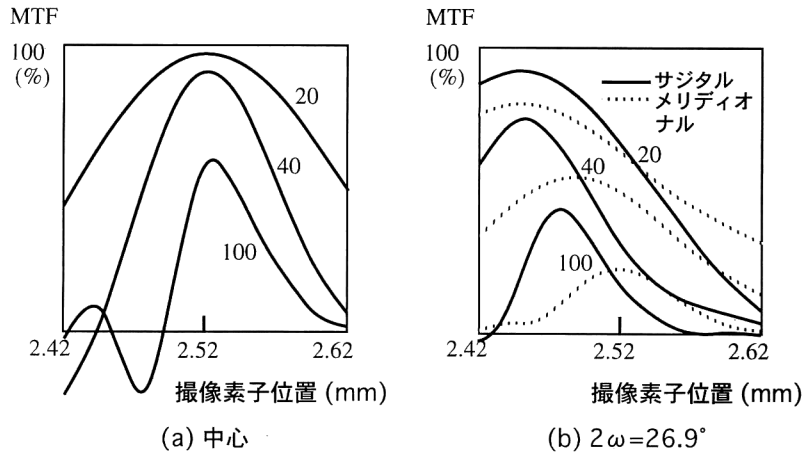 MTF
100
(%)
20
40
100
2.42
2.52
2.62
撮像素子位置 (mm)
(a) 中心
MTF
100
(%)
サジタル
メリディオ
ナル
20
40
100
2.42
2.52
2.62
撮像素子位置 (mm)
(b) 2ω=26.9°